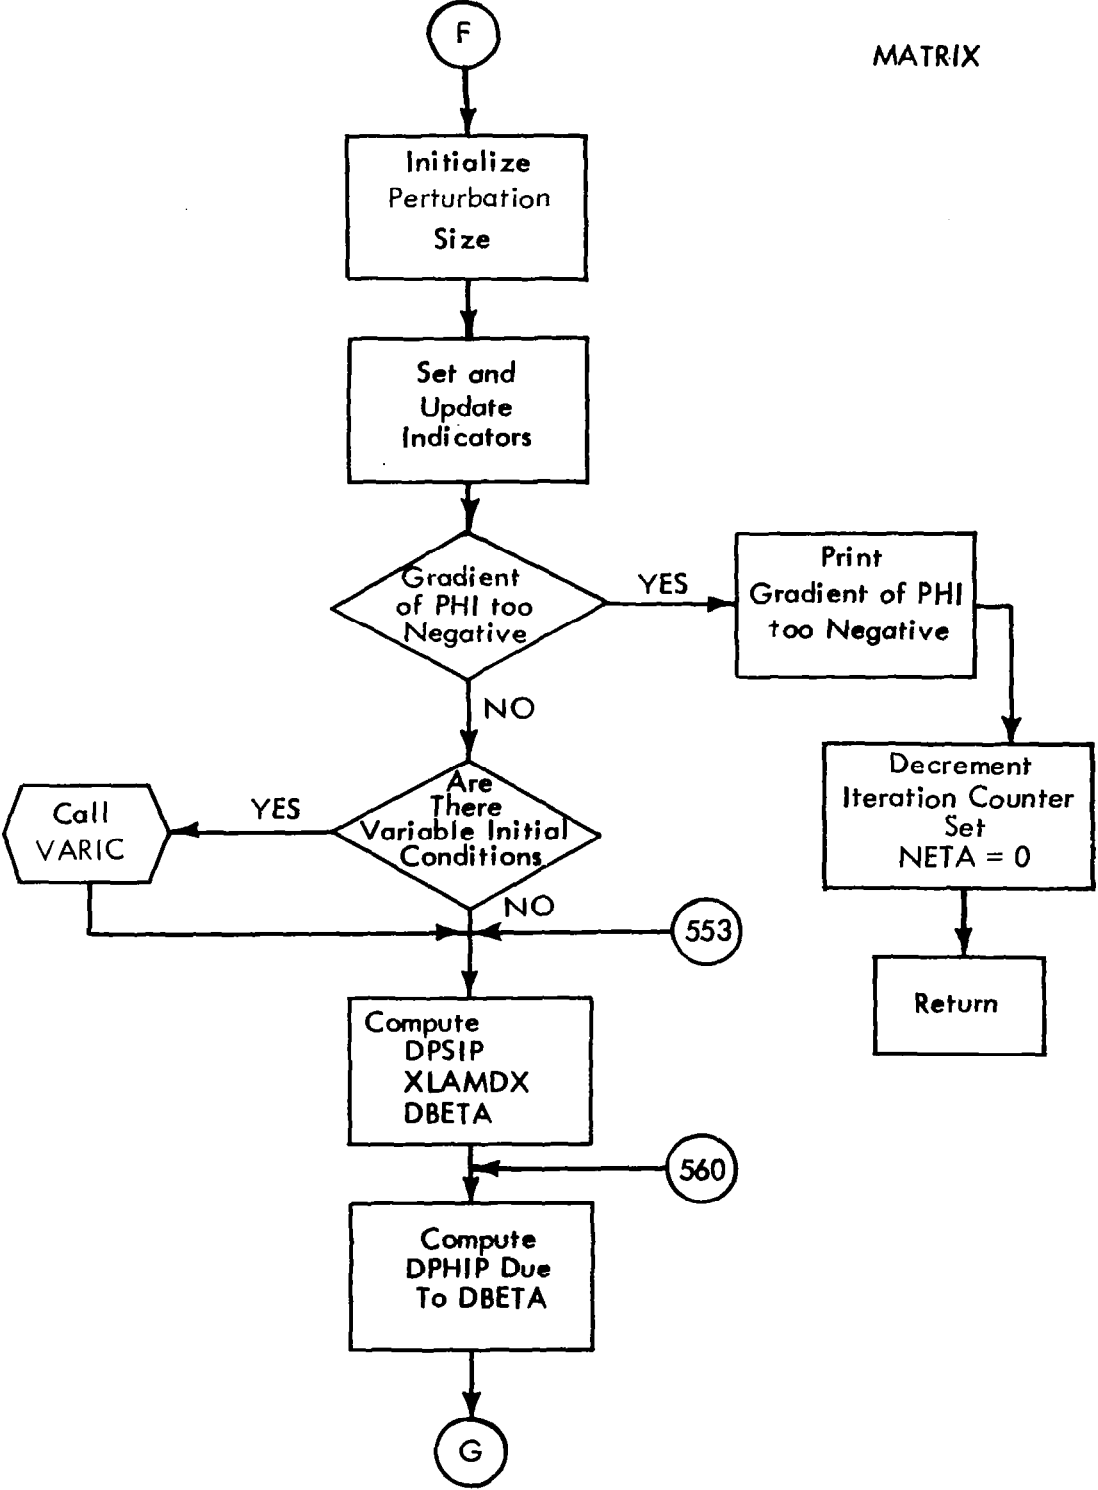 F
MATRIX
Initialize
Perturbation
Size
Set and
Update
Indicators
Gradient
of PHI too
Negative
YES
Print
Gradient of PHI
too Negative
NO
Decrement
Iteration Counter
Set
NETA = 0
Return
Are
There
Variable Initial
Conditions
YES
Call
VARIC
NO
553
Compute
DPSIP
XLAMDX
DBETA
560
Compute
DPHIP Due
To DBETA
G